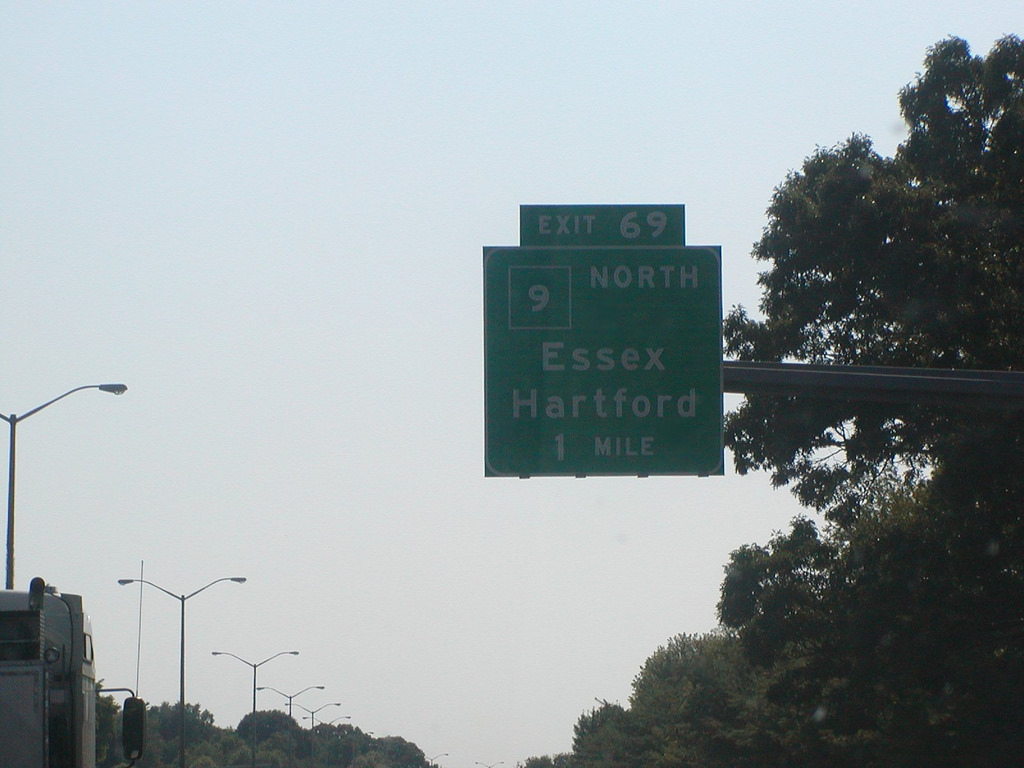 EXIT 69
9 NORTH
Essex
Hartford
1 MILE